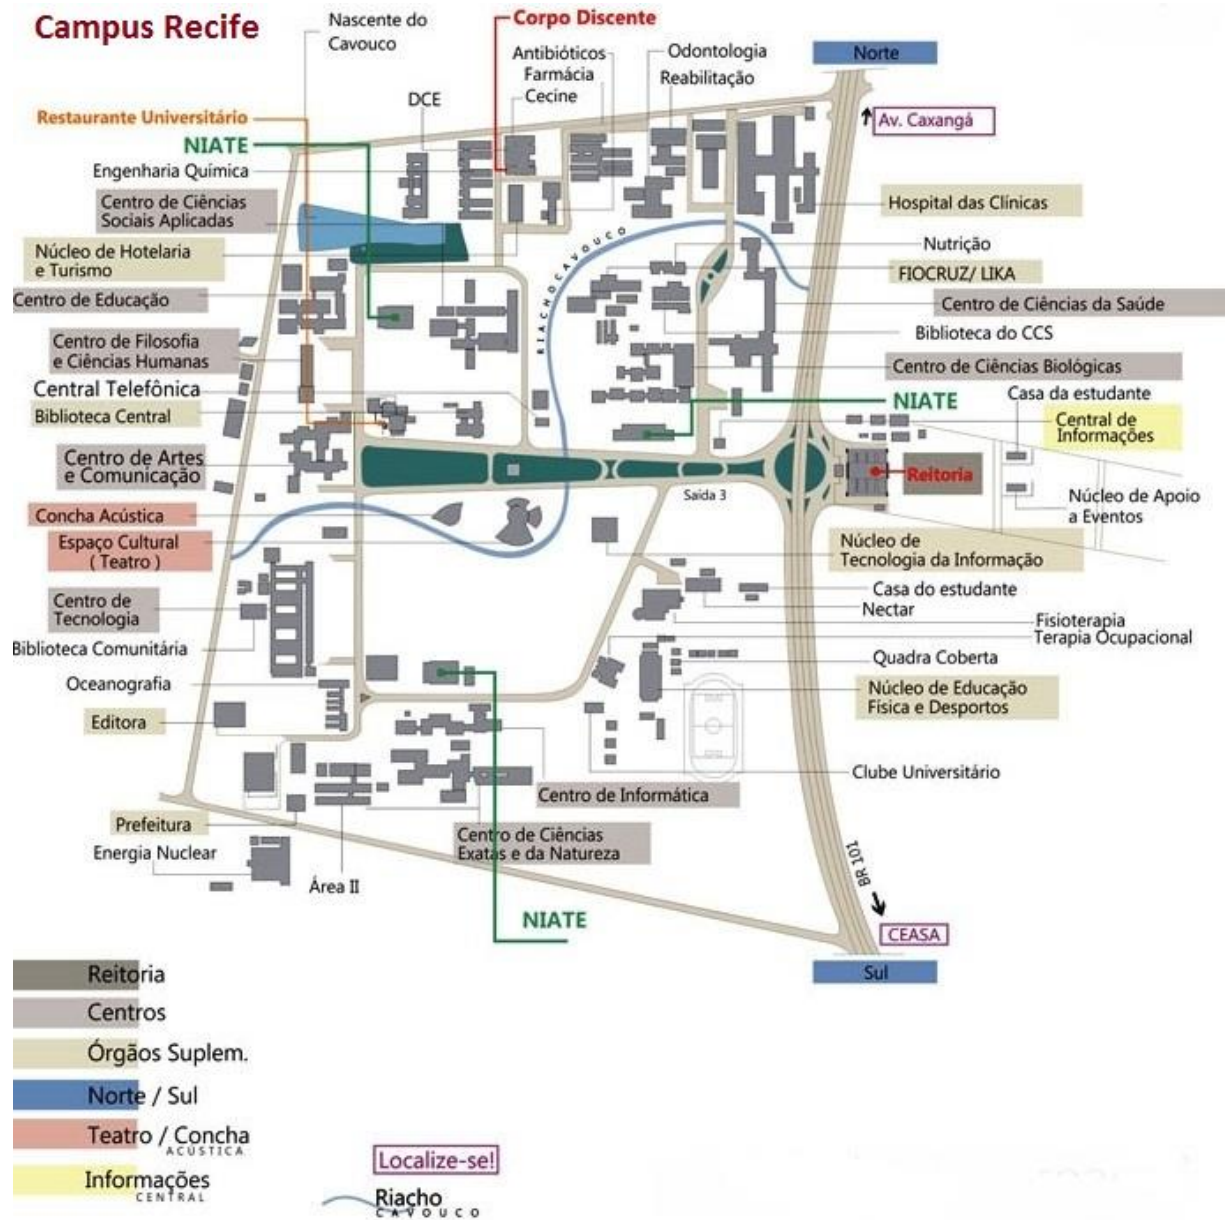 Campus Recife
Nascente do
Cavouco
Corpo Discente
Antibióticos
Farmácia
Cecine
Odontologia
Reabilitação
Norte
Av. Caxangá
DCE
Restaurante Universitário
NIATE
Engenharia Química
Centro de Ciências
Sociais Aplicadas
Núcleo de Hotelaria
e Turismo
Centro de Educação
Centro de Filosofia
e Ciências Humanas
Central Telefônica
Biblioteca Central
Centro de Artes
e Comunicação
Concha Acústica
Espaço Cultural
( Teatro )
Centro de
Tecnologia
Biblioteca Comunitária
Oceanografia
Editora
Prefeitura
Energia Nuclear
Área II
RIACHO CAVOUCO
Hospital das Clínicas
Nutrição
FIOCRUZ/ LIKA
Centro de Ciências da Saúde
Biblioteca do CCS
Centro de Ciências Biológicas
NIATE
Casa da estudante
Central de
Informações
Reitoria
Saída 3
Núcleo de Apoio
a Eventos
Núcleo de
Tecnologia da Informação
Casa do estudante
Nectar
Fisioterapia
Terapia Ocupacional
Quadra Coberta
Núcleo de Educação
Física e Desportos
Clube Universitário
Centro de Informática
Centro de Ciências
Exatas e da Natureza
NIATE
BR 101
CEASA
Sul
Reitoria
Centros
Órgãos Suplem.
Norte / Sul
Teatro / Concha
ACÚSTICA
Informações
CENTRAL
Localize-se!
Riacho
CAVOUCO